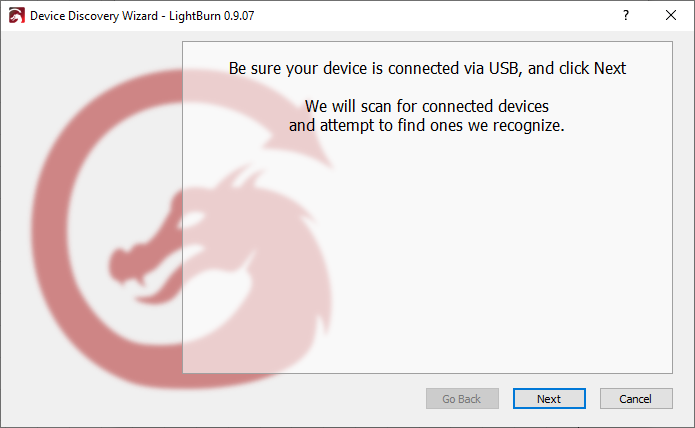 Device Discovery Wizard - LightBurn 0.9.07
?
Be sure your device is connected via USB, and click Next
We will scan for connected devices
and attempt to find ones we recognize.
Go Back
Next
Cancel